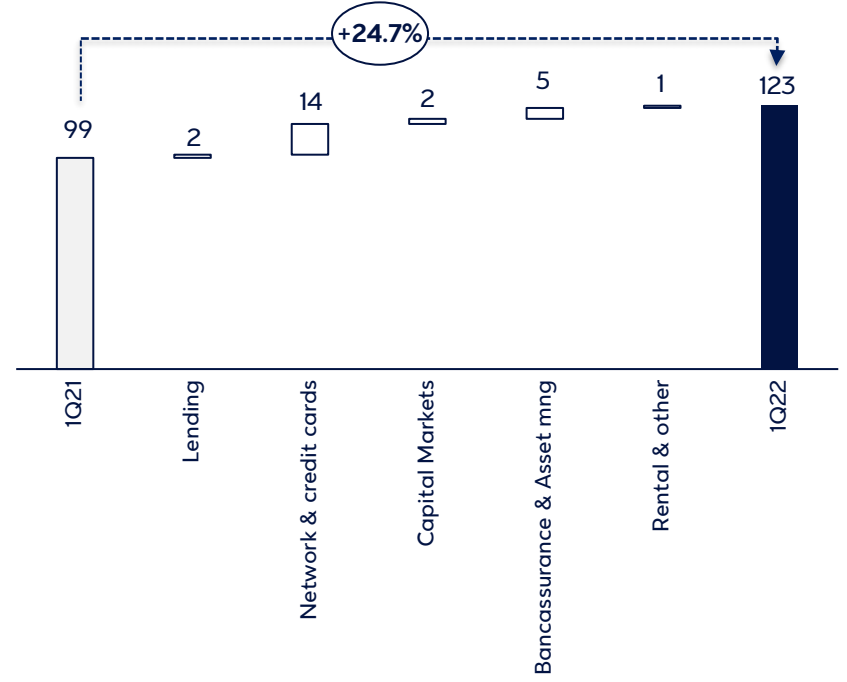 +24.7%
99
2
14
2
5
1
123
1Q21
Lending
Network & credit cards
Capital Markets
Bancassurance & Asset mng
Rental & other
1Q22